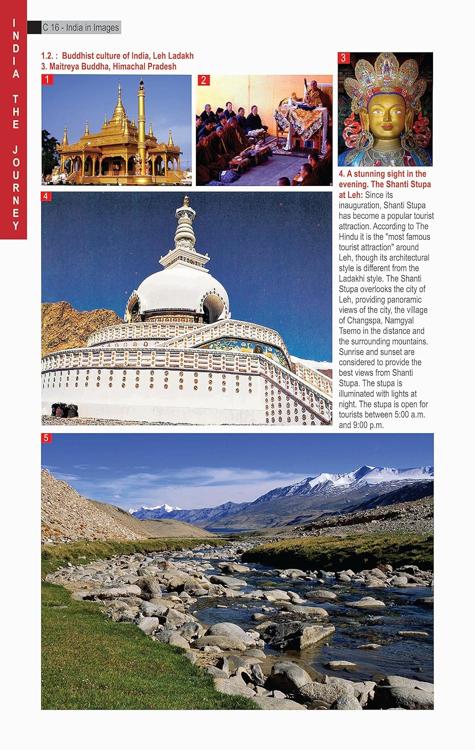 INDIA THE JOURNEY
C 16 - India in Images
1.2. : Buddhist culture of India, Leh Ladakh
3. Maitreya Buddha, Himachal Pradesh
1
2
3
4. A stunning sight in the
evening. The Shanti Stupa
at Leh: Since its
inauguration, Shanti Stupa
has become a popular tourist
attraction. According to The
Hindu it is the "most famous
tourist attraction" around
Leh, though its architectural
style is different from the
Ladakhi style. The Shanti
Stupa overlooks the city of
Leh, providing panoramic
views of the city, the village
of Changspa, Namgyal
Tsemo in the distance and
the surrounding mountains.
Sunrise and sunset are
considered to provide the
best views from Shanti
Stupa. The stupa is
illuminated with lights at
night. The stupa is open for
tourists between 5:00 a.m.
and 9:00 p.m.
4
5